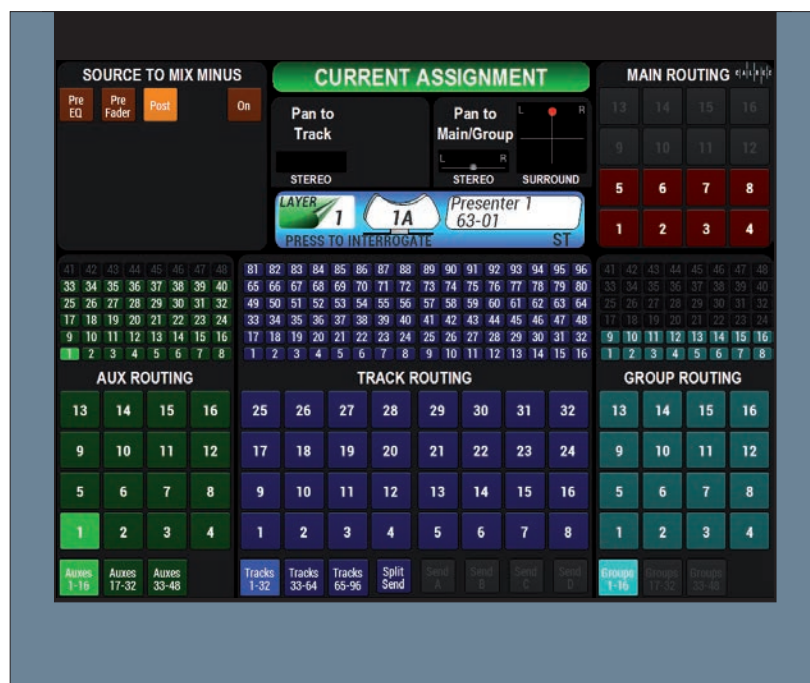 SOURCE TO MIX MINUS
Pre EQ
Pre Fader
Post
On
CURRENT ASSIGNMENT
Pan to Track
STEREO
Pan to Main/Group
L R
STEREO
L R
SURROUND
LAYER 1
1A
Presenter 1
63-01
PRESS TO INTERROGATE
ST
MAIN ROUTING CALREC
13 14 15 16
9 10 11 12
5 6 7 8
1 2 3 4
41 42 43 44 45 46 47 48
33 34 35 36 37 38 39 40
25 26 27 28 29 30 31 32
17 18 19 20 21 22 23 24
9 10 11 12 13 14 15 16
1 2 3 4 5 6 7 8
AUX ROUTING
13 14 15 16
9 10 11 12
5 6 7 8
1 2 3 4
Auxes 1-16
Auxes 17-32
Auxes 33-48
81 82 83 84 85 86 87 88 89 90 91 92 93 94 95 96
65 66 67 68 69 70 71 72 73 74 75 76 77 78 79 80
49 50 51 52 53 54 55 56 57 58 59 60 61 62 63 64
33 34 35 36 37 38 39 40 41 42 43 44 45 46 47 48
17 18 19 20 21 22 23 24 25 26 27 28 29 30 31 32
1 2 3 4 5 6 7 8 9 10 11 12 13 14 15 16
TRACK ROUTING
25 26 27 28 29 30 31 32
17 18 19 20 21 22 23 24
9 10 11 12 13 14 15 16
1 2 3 4 5 6 7 8
Tracks 1-32
Tracks 33-64
Tracks 65-96
Split Send
Send A
Send B
Send C
Send D
41 42 43 44 45 46 47 48
33 34 35 36 37 38 39 40
25 26 27 28 29 30 31 32
17 18 19 20 21 22 23 24
9 10 11 12 13 14 15 16
1 2 3 4 5 6 7 8
GROUP ROUTING
13 14 15 16
9 10 11 12
5 6 7 8
1 2 3 4
Groups 1-16
Groups 17-32
Groups 33-48